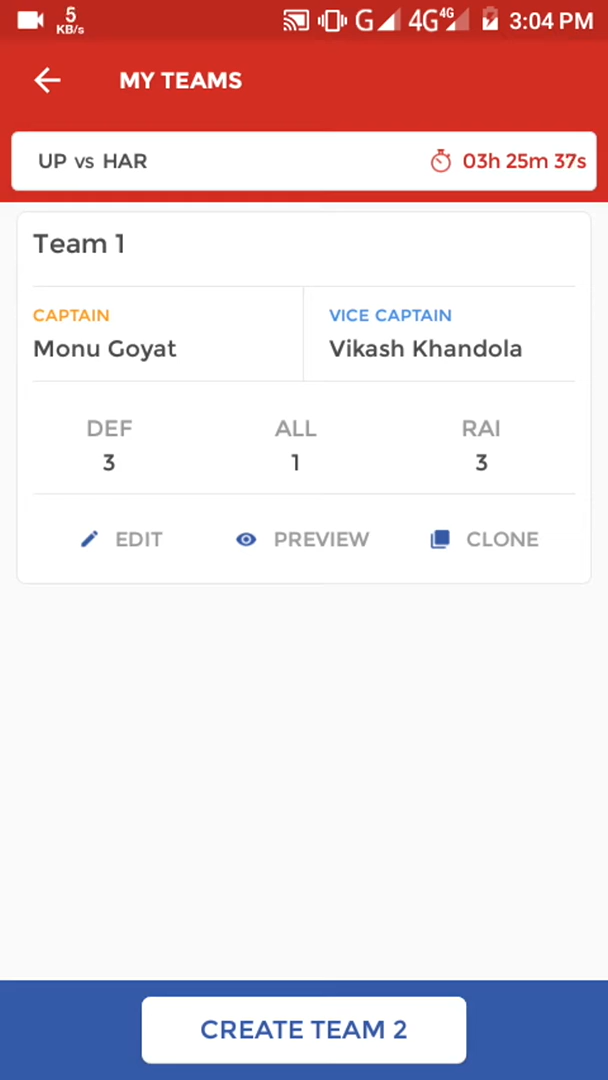 5 KB/s G 4G 4G 3:04 PM
MY TEAMS
UP vs HAR 03h 25m 37s
Team 1
CAPTAIN VICE CAPTAIN
Monu Goyat Vikash Khandola
DEF ALL RAI
3 1 3
EDIT PREVIEW CLONE
CREATE TEAM 2